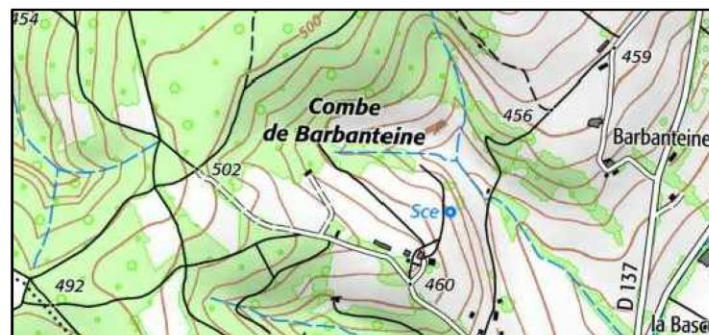 454
500
459
Combe
de Barbanteine
456
Barbanteine
502
Sce
492
460
D 137
la Basc